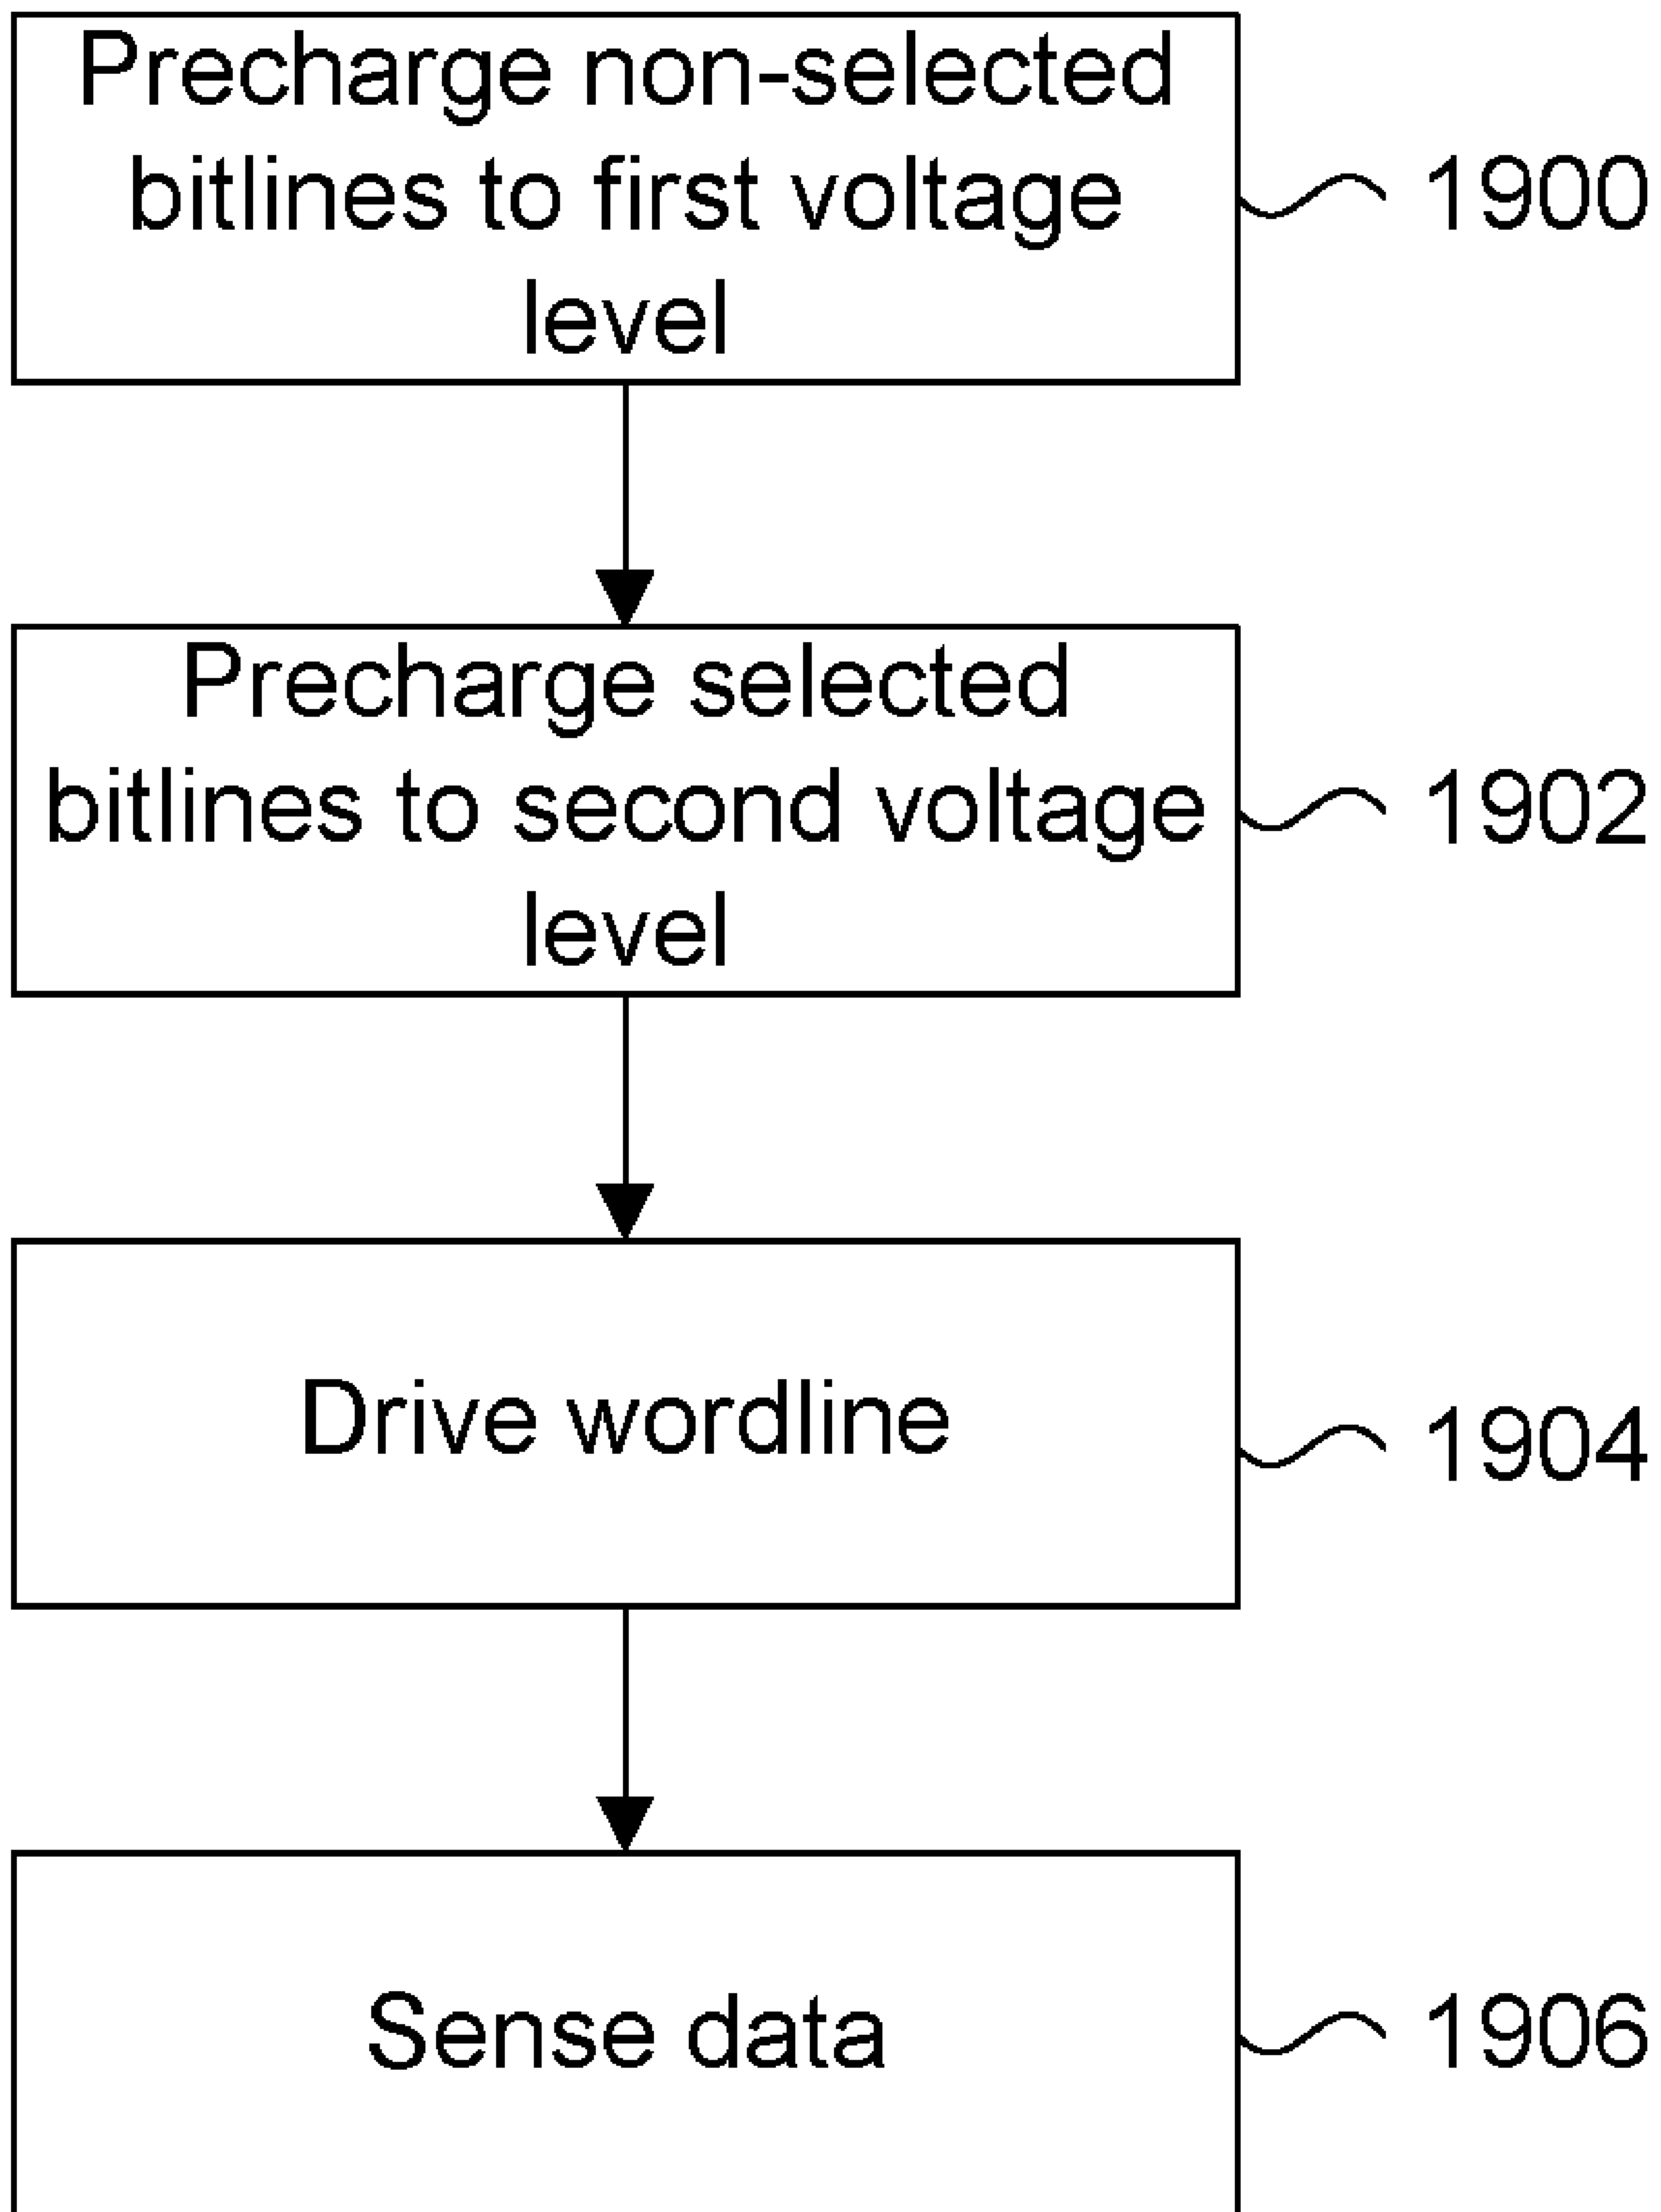 Precharge non-selected
bitlines to first voltage
level
1900
Precharge selected
bitlines to second voltage
level
1902
Drive wordline
1904
Sense data
1906